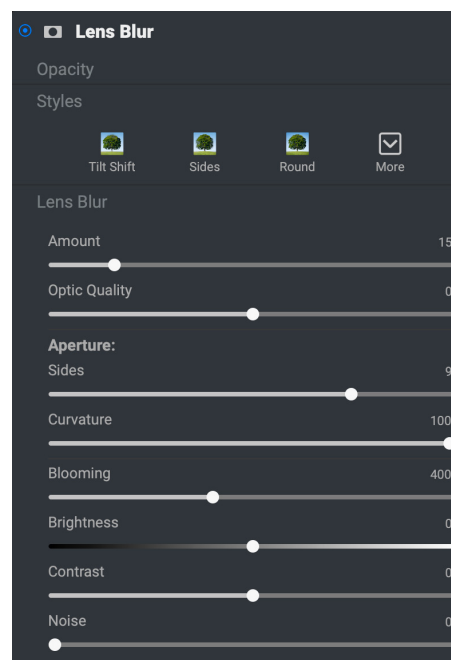 Lens Blur
Opacity
Styles
Tilt Shift Sides Round More
Lens Blur
Amount 15
Optic Quality 0
Aperture:
Sides 9
Curvature 100
Blooming 400
Brightness 0
Contrast 0
Noise 0